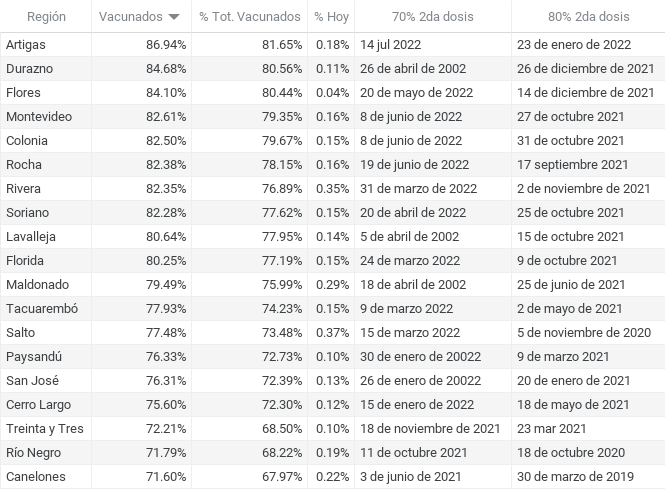 Región Vacunados % Tot. Vacunados % Hoy 70% 2da dosis 80% 2da dosis
Artigas 86.94% 81.65% 0.18% 14 jul 2022 23 de enero de 2022
Durazno 84.68% 80.56% 0.11% 26 de abril de 2002 26 de diciembre de 2021
Flores 84.10% 80.44% 0.04% 20 de mayo de 2022 14 de diciembre de 2021
Montevideo 82.61% 79.35% 0.16% 8 de junio de 2022 27 de octubre 2021
Colonia 82.50% 79.67% 0.15% 8 de junio de 2022 31 de octubre 2021
Rocha 82.38% 78.15% 0.16% 19 de junio de 2022 17 septiembre 2021
Rivera 82.35% 76.89% 0.35% 31 de marzo de 2022 2 de noviembre de 2021
Soriano 82.28% 77.62% 0.15% 20 de abril de 2022 25 de octubre 2021
Lavalleja 80.64% 77.95% 0.14% 5 de abril de 2002 15 de octubre 2021
Florida 80.25% 77.19% 0.15% 24 de marzo 2022 9 de octubre 2021
Maldonado 79.49% 75.99% 0.29% 18 de abril de 2002 25 de junio de 2021
Tacuarembó 77.93% 74.23% 0.15% 9 de marzo 2022 2 de mayo de 2021
Salto 77.48% 73.48% 0.37% 15 de marzo 2022 5 de noviembre de 2020
Paysandú 76.33% 72.73% 0.10% 30 de enero de 20022 9 de marzo 2021
San José 76.31% 72.39% 0.13% 26 de enero de 20022 20 de enero de 2021
Cerro Largo 75.60% 72.30% 0.12% 15 de enero de 2022 18 de mayo de 2021
Treinta y Tres 72.21% 68.50% 0.10% 18 de noviembre de 2021 23 mar 2021
Río Negro 71.79% 68.22% 0.19% 11 de octubre 2021 18 de octubre 2020
Canelones 71.60% 67.97% 0.22% 3 de junio de 2021 30 de marzo de 2019